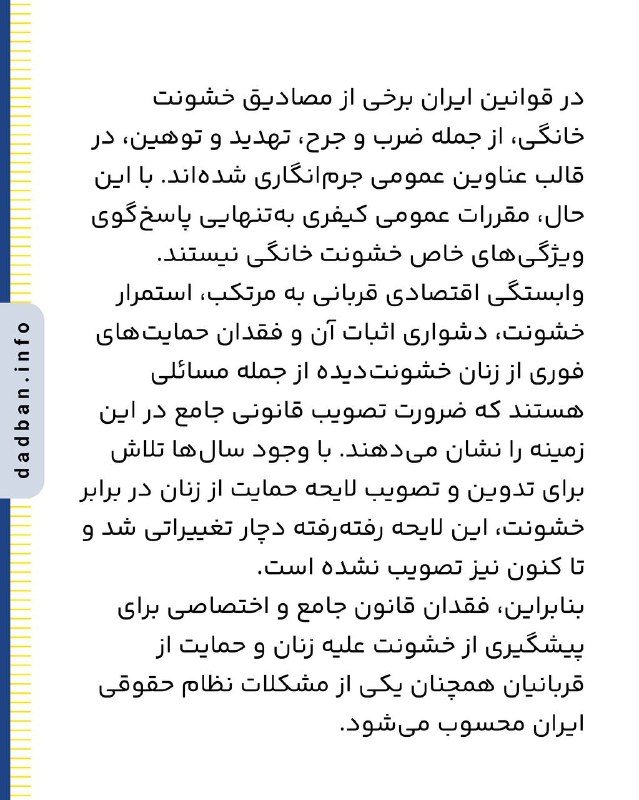 در قوانین ایران برخی از مصادیق خشونت
خانگی، از جمله ضرب و جرح، تهدید و توهین، در
قالب عناوین عمومی جرم‌انگاری شده‌اند. با این
حال، مقررات عمومی کیفری به‌تنهایی پاسخ‌گوی
ویژگی‌های خاص خشونت خانگی نیستند.
وابستگی اقتصادی قربانی به مرتکب، استمرار
خشونت، دشواری اثبات آن و فقدان حمایت‌های
فوری از زنان خشونت‌دیده از جمله مسائلی
هستند که ضرورت تصویب قانونی جامع در این
زمینه را نشان می‌دهند. با وجود سال‌ها تلاش
برای تدوین و تصویب لایحه حمایت از زنان در برابر
خشونت، این لایحه رفته‌رفته دچار تغییراتی شد و
تا کنون نیز تصویب نشده است.
بنابراین، فقدان قانون جامع و اختصاصی برای
پیشگیری از خشونت علیه زنان و حمایت از
قربانیان همچنان یکی از مشکلات نظام حقوقی
ایران محسوب می‌شود.
dadban.info